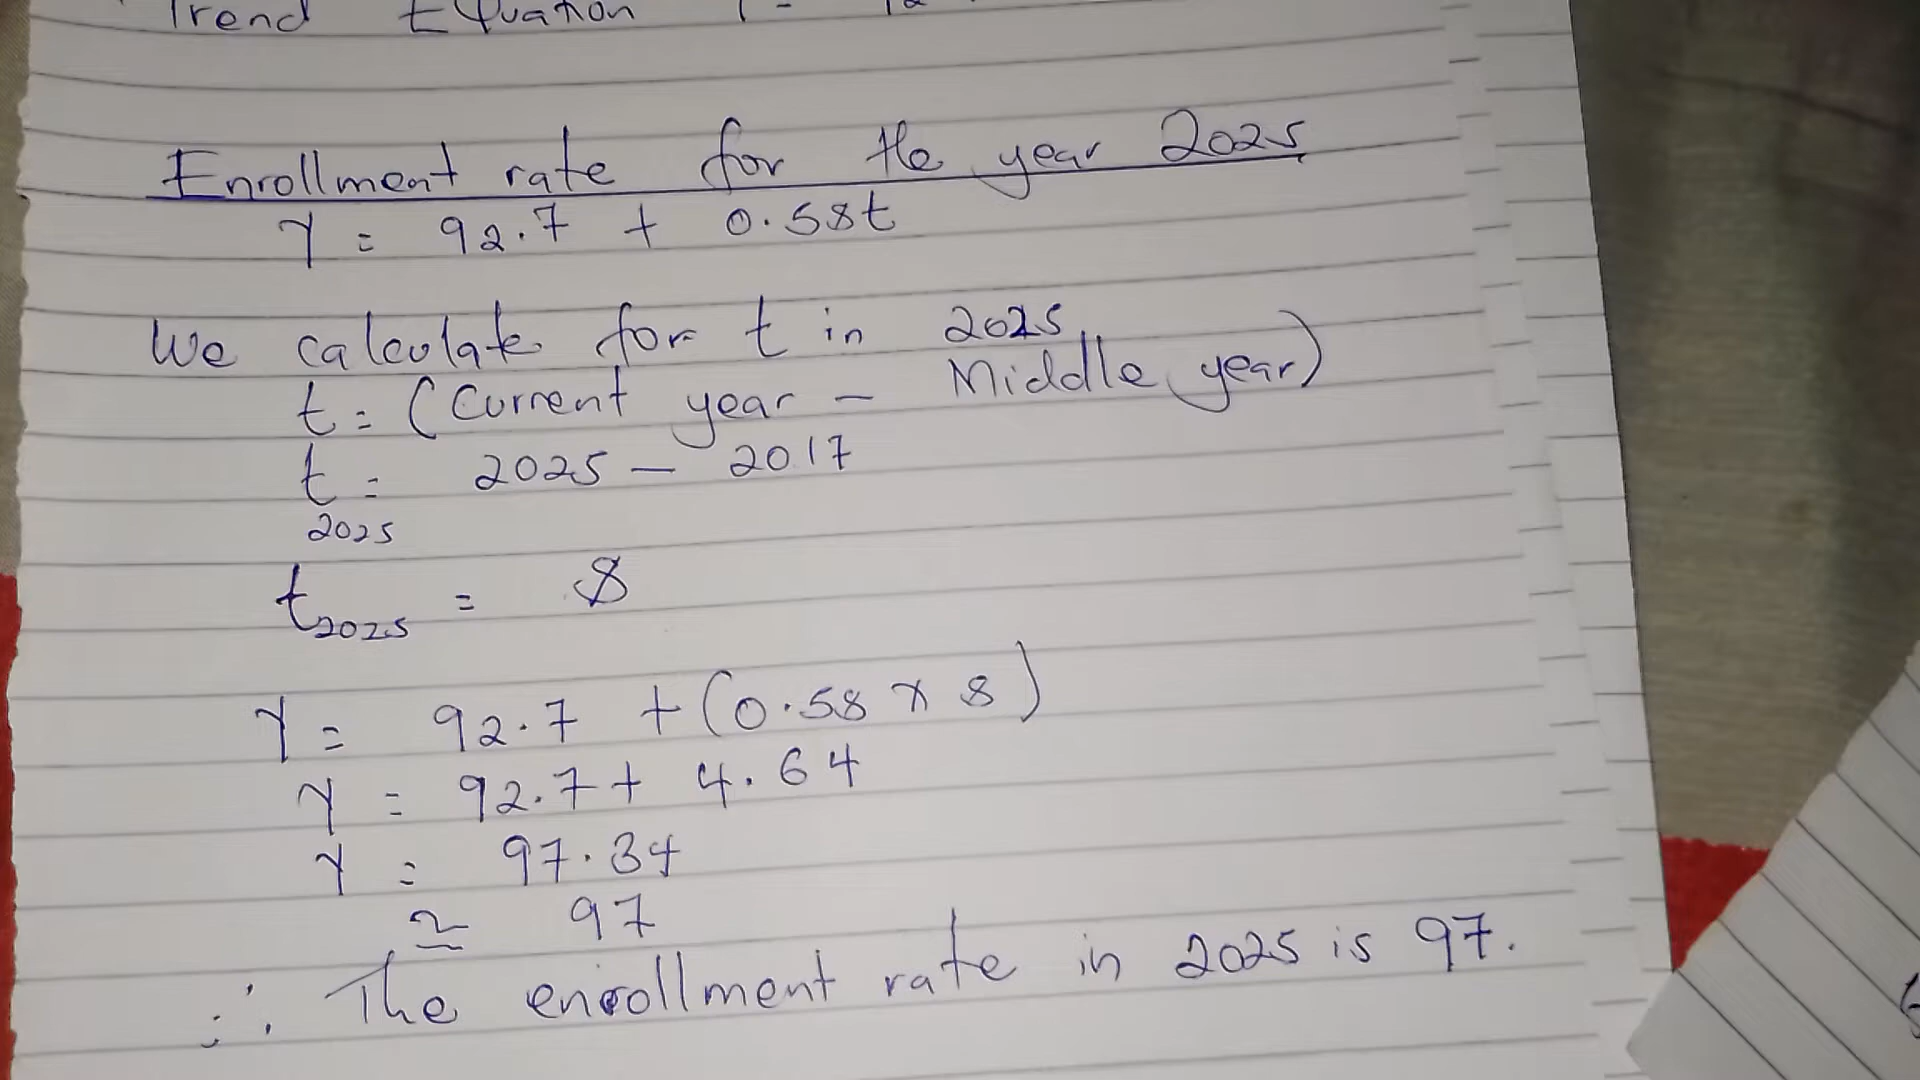 Trend Equation
Enrollment rate for the year 2025
Y = 92.7 + 0.58t
We calculate for t in 2025
t = (Current year - Middle year)
t = 2025 - 2017
2025
t2025 = 8
Y = 92.7 + (0.58 x 8)
Y = 92.7 + 4.64
Y = 97.34
≅ 97
∴ The enrollment rate in 2025 is 97.